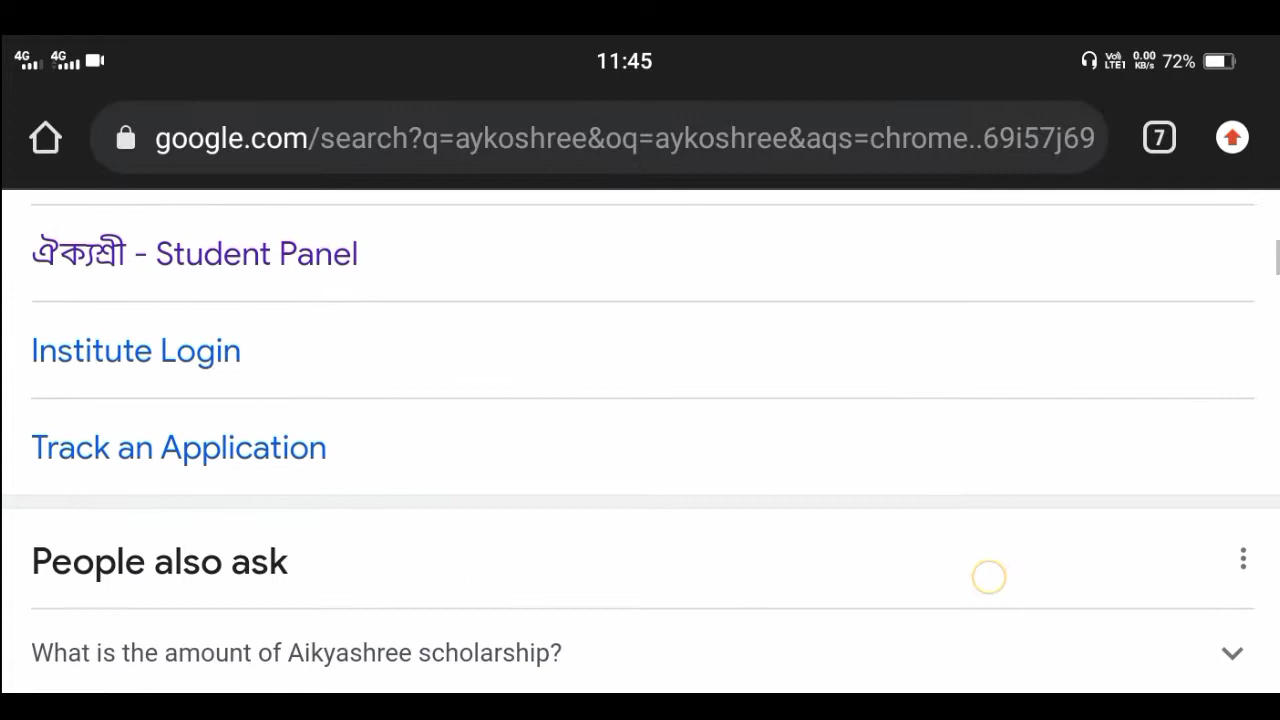 4G 4G 11:45 Vo) LTE1 0.00 KB/s 72%
google.com/search?q=aykoshree&oq=aykoshree&aqs=chrome..69i57j69 7
ঐক্যশ্রী - Student Panel
Institute Login
Track an Application
People also ask
What is the amount of Aikyashree scholarship?